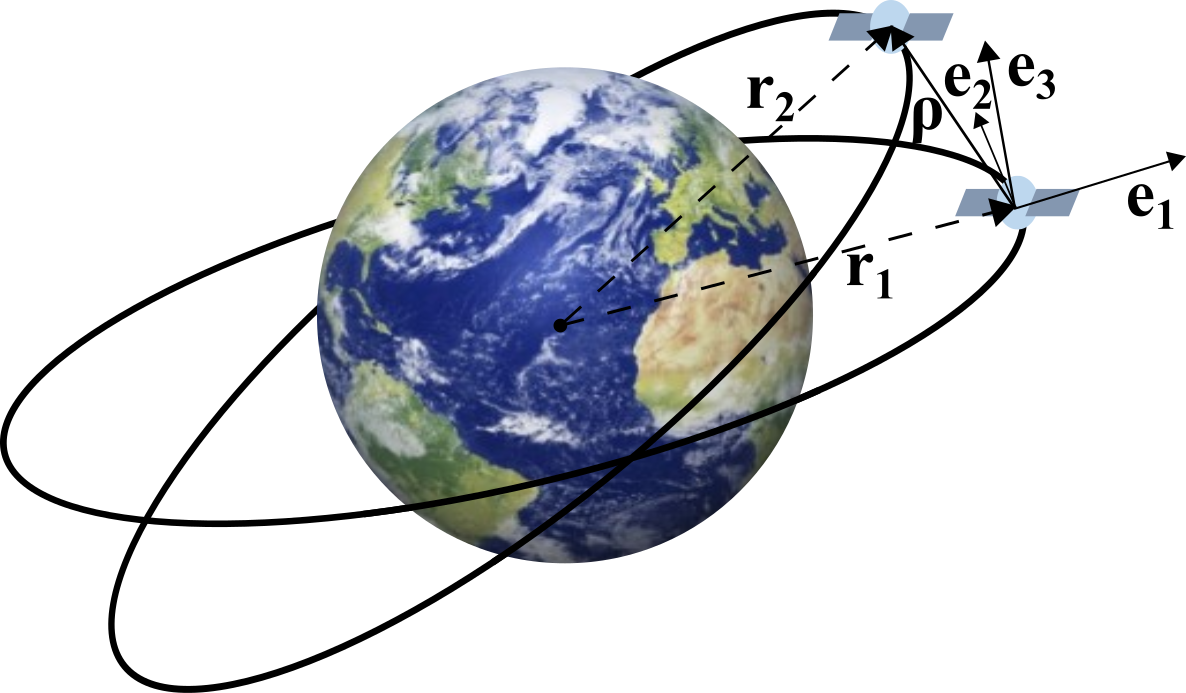 r₂
e₂
e₃
ρ
e₁
r₁